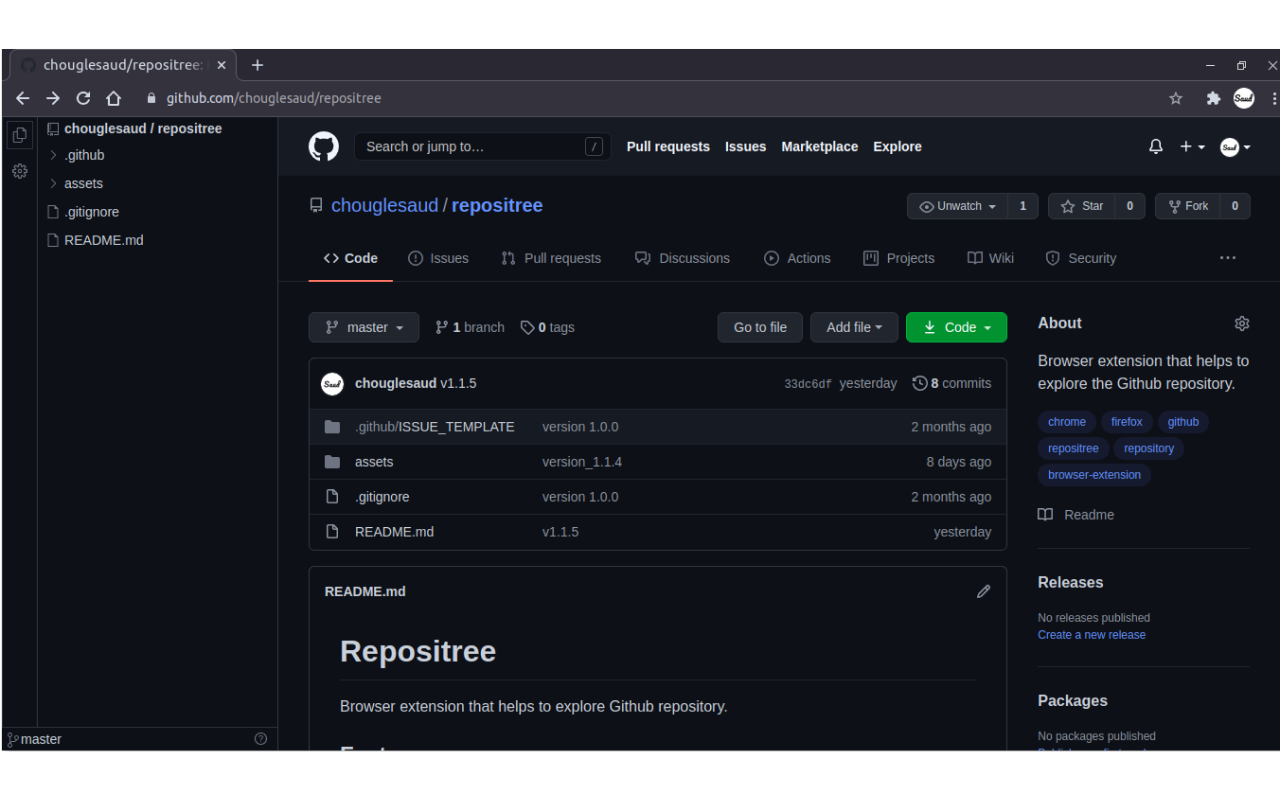 chouglesaud/repositree:
github.com/chouglesaud/repositree
Saud
chouglesaud / repositree
.github
assets
.gitignore
README.md
master
Search or jump to…
/
Pull requests
Issues
Marketplace
Explore
Saud
chouglesaud / repositree
Unwatch
1
Star
0
Fork
0
Code
Issues
Pull requests
Discussions
Actions
Projects
Wiki
Security
master
1 branch
0 tags
Go to file
Add file
Code
Saud
chouglesaud v1.1.5
33dc6df yesterday
8 commits
.github/ISSUE_TEMPLATE
version 1.0.0
2 months ago
assets
version_1.1.4
8 days ago
.gitignore
version 1.0.0
2 months ago
README.md
v1.1.5
yesterday
README.md
Repositree
Browser extension that helps to explore Github repository.
About
Browser extension that helps to
explore the Github repository.
chrome
firefox
github
repositree
repository
browser-extension
Readme
Releases
No releases published
Create a new release
Packages
No packages published